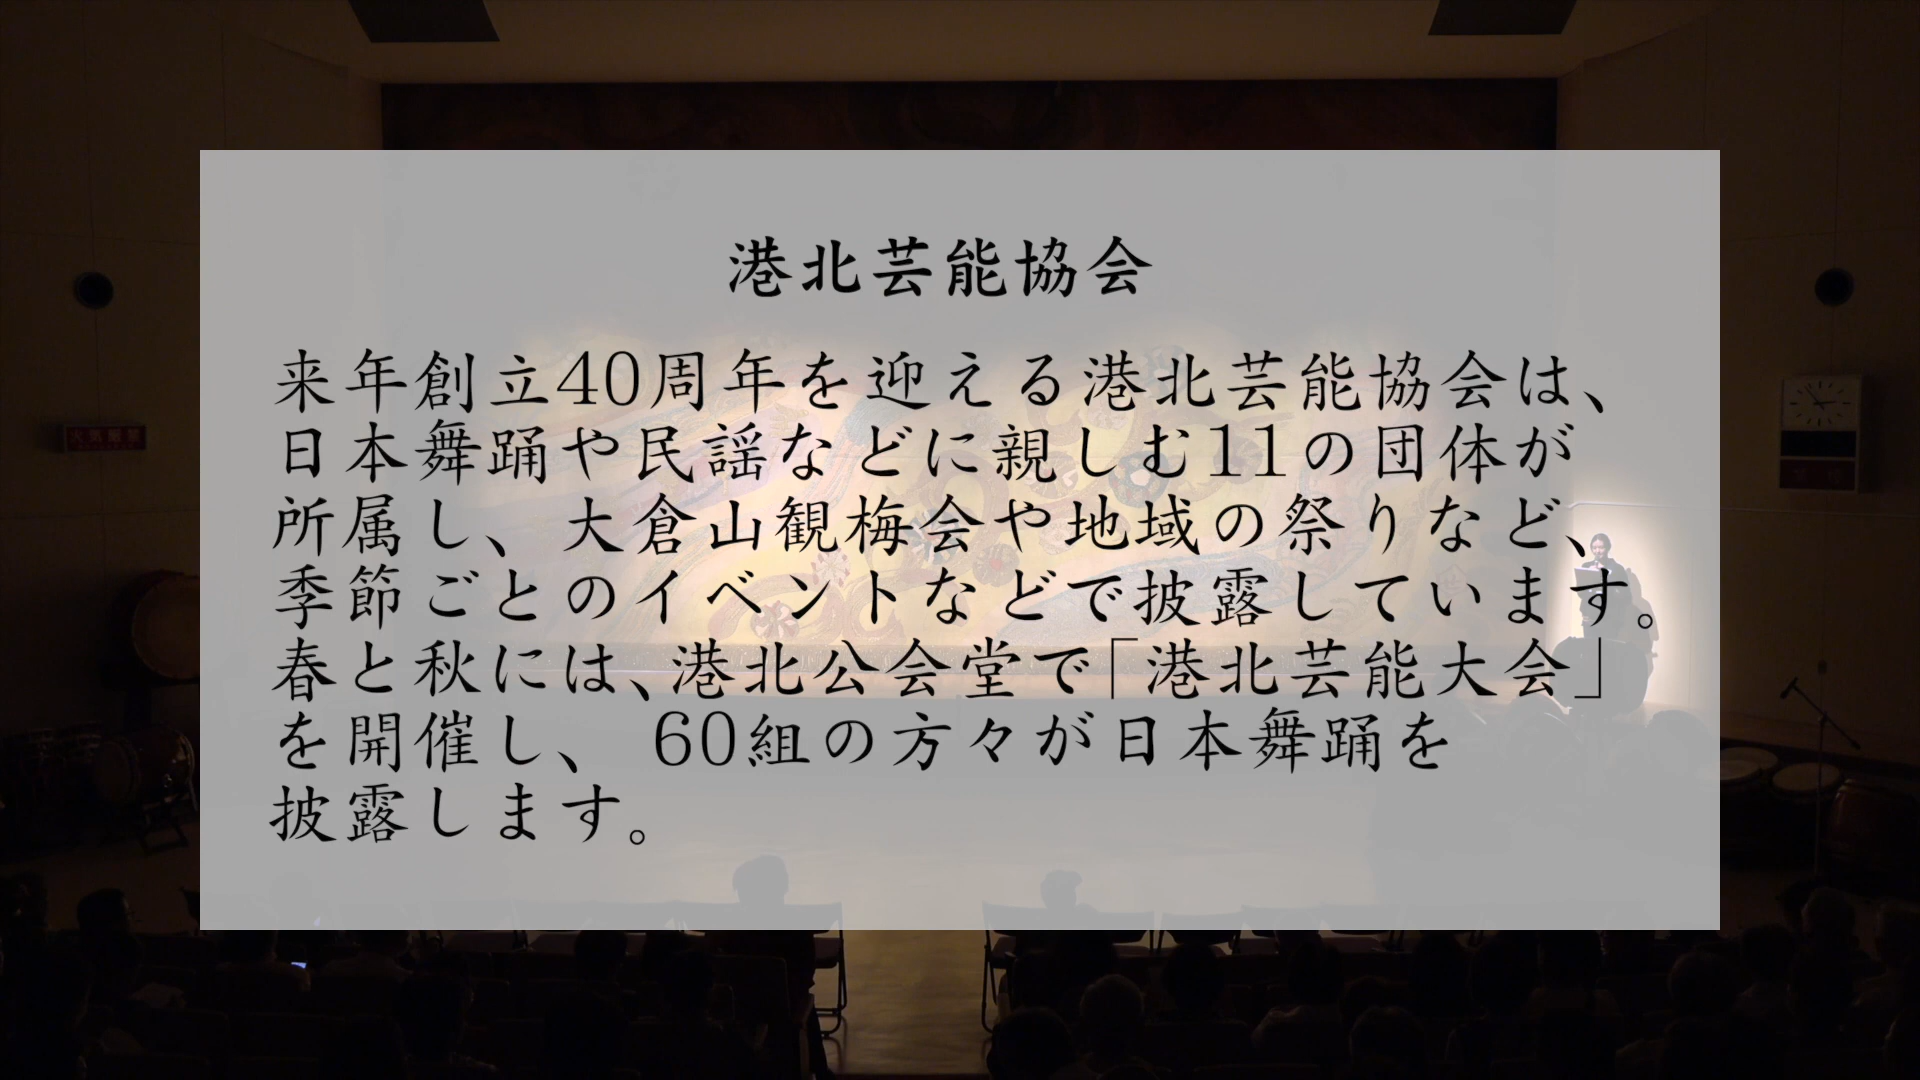 港北芸能協会
来年創立40周年を迎える港北芸能協会は、
日本舞踊や民謡などに親しむ11の団体が
所属し、大倉山観梅会や地域の祭りなど、
季節ごとのイベントなどで披露しています。
春と秋には、港北公会堂で「港北芸能大会」
を開催し、 60組の方々が日本舞踊を
披露します。
火気厳禁